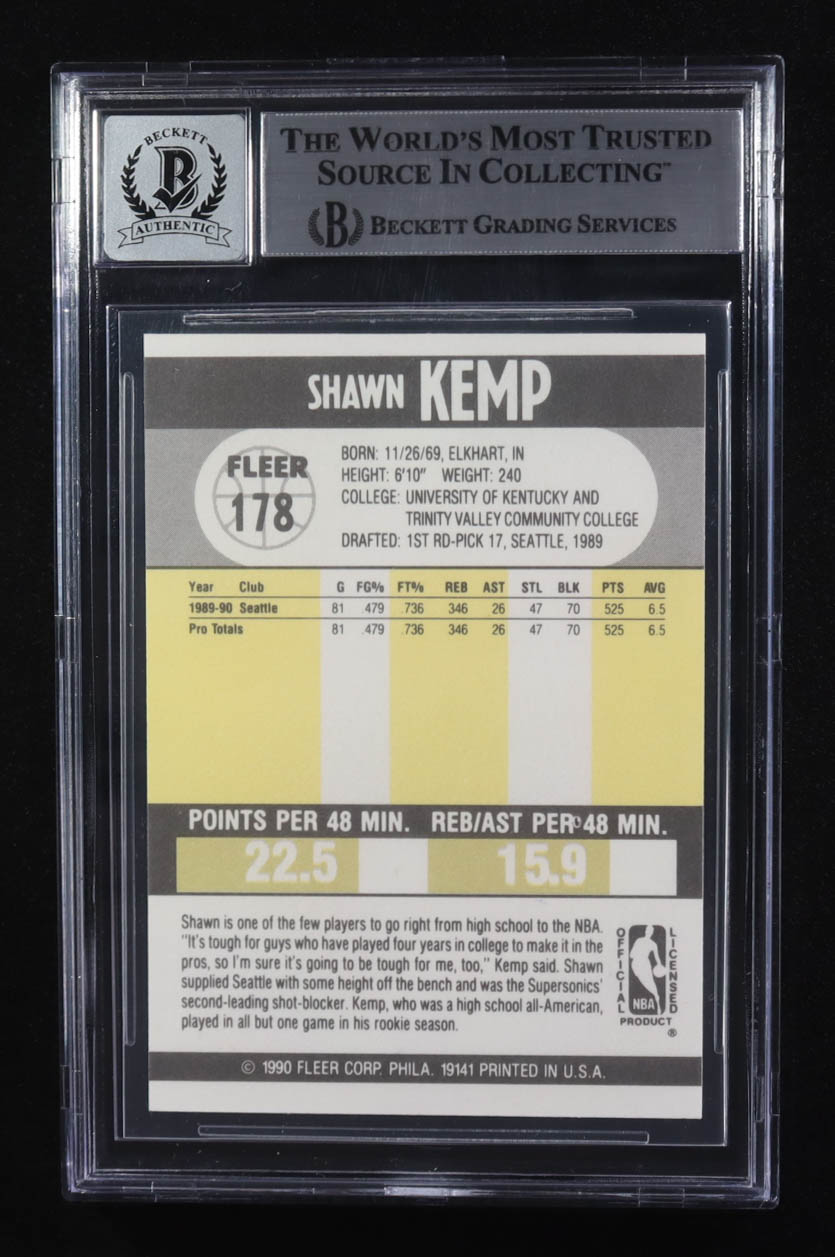 BECKETT
B
AUTHENTIC
THE WORLD'S MOST TRUSTED
SOURCE IN COLLECTING™
B BECKETT GRADING SERVICES
SHAWN KEMP
FLEER
178
BORN: 11/26/69, ELKHART, IN
HEIGHT: 6'10" WEIGHT: 240
COLLEGE: UNIVERSITY OF KENTUCKY AND
TRINITY VALLEY COMMUNITY COLLEGE
DRAFTED: 1ST RD-PICK 17, SEATTLE, 1989
Year Club G FG% FT% REB AST STL BLK PTS AVG
1989-90 Seattle 81 .479 .736 346 26 47 70 525 6.5
Pro Totals 81 .479 .736 346 26 47 70 525 6.5
POINTS PER 48 MIN. REB/AST PER 48 MIN.
22.5 15.9
Shawn is one of the few players to go right from high school to the NBA.
"It's tough for guys who have played four years in college to make it in the
pros, so I'm sure it's going to be tough for me, too," Kemp said. Shawn
supplied Seattle with some height off the bench and was the Supersonics'
second-leading shot-blocker. Kemp, who was a high school all-American,
played in all but one game in his rookie season.
OFFICIAL
LICENSED
NBA
PRODUCT
®
© 1990 FLEER CORP. PHILA. 19141 PRINTED IN U.S.A.